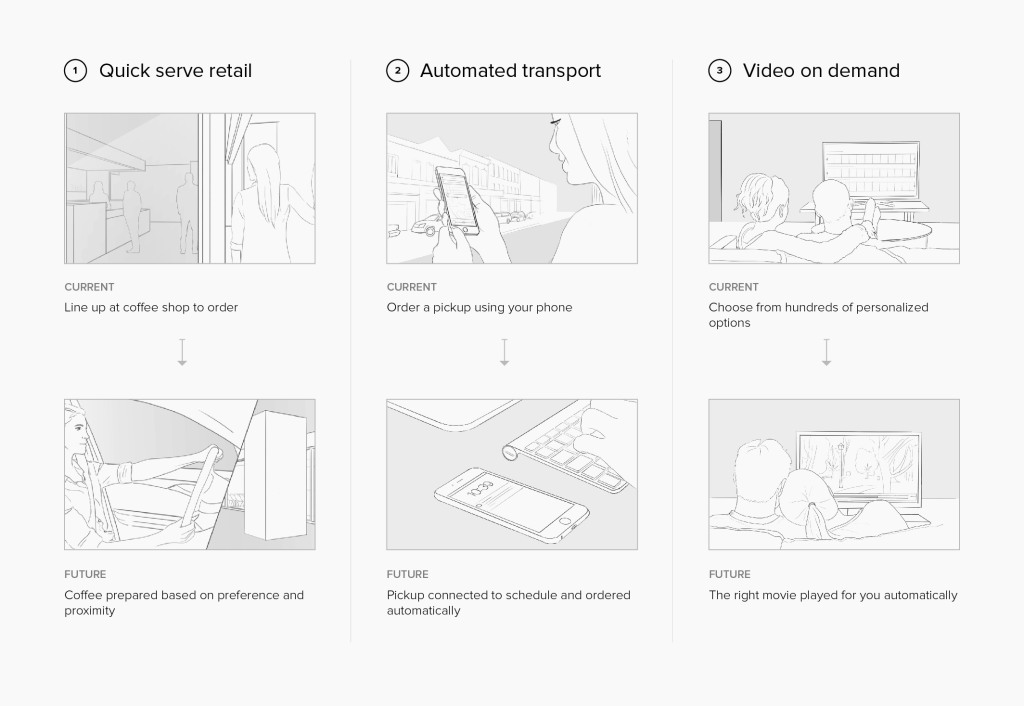 1 Quick serve retail
CURRENT
Line up at coffee shop to order
FUTURE
Coffee prepared based on preference and
proximity
2 Automated transport
CURRENT
Order a pickup using your phone
FUTURE
Pickup connected to schedule and ordered
automatically
3 Video on demand
CURRENT
Choose from hundreds of personalized
options
FUTURE
The right movie played for you automatically